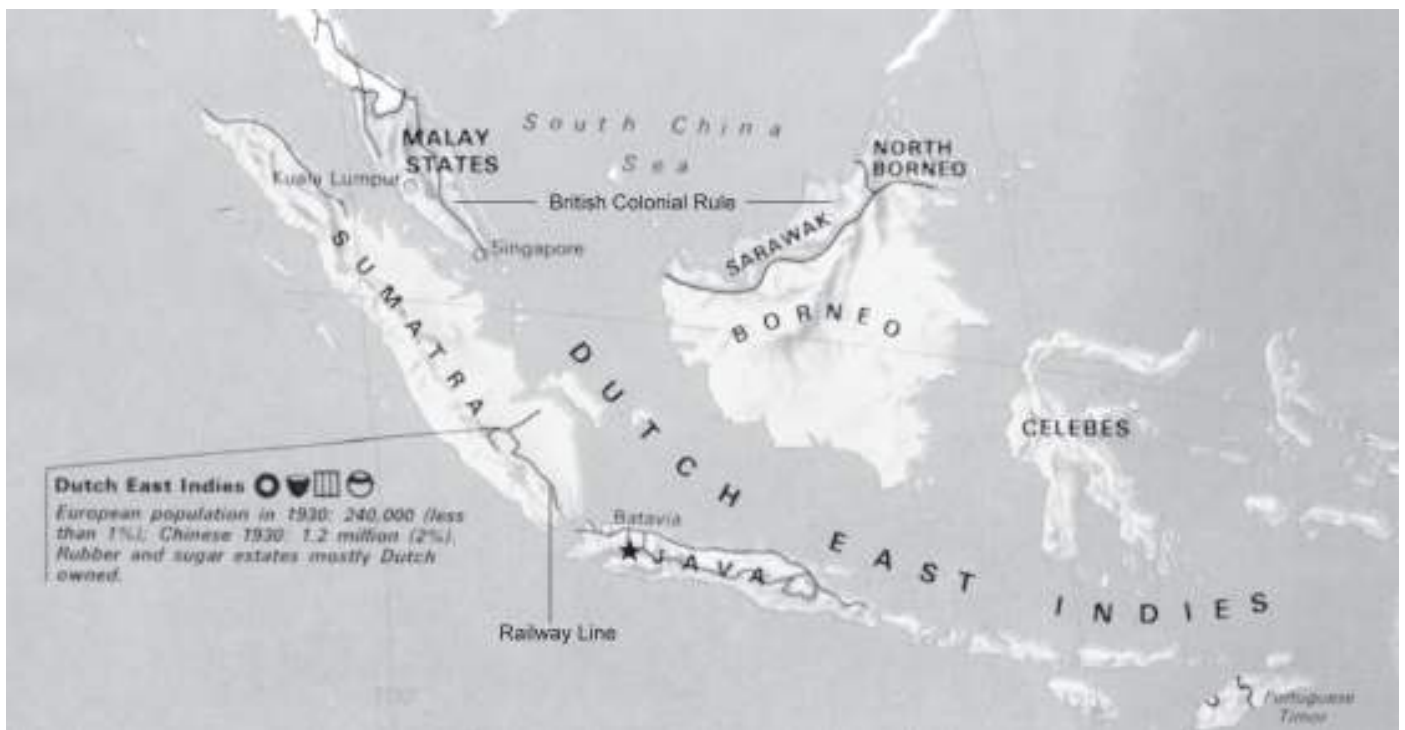 South China
Sea
MALAY
STATES
NORTH
BORNEO
Kuala Lumpur
British Colonial Rule
SARAWAK
Singapore
SUMATRA
BORNEO
DUTCH EAST INDIES
CELEBES
Dutch East Indies
European population in 1930: 240,000 (less
than 1%); Chinese 1930: 1.2 million (2%).
Rubber and sugar estates mostly Dutch
owned.
Batavia
JAVA
Railway Line
100
Portuguese
Timor